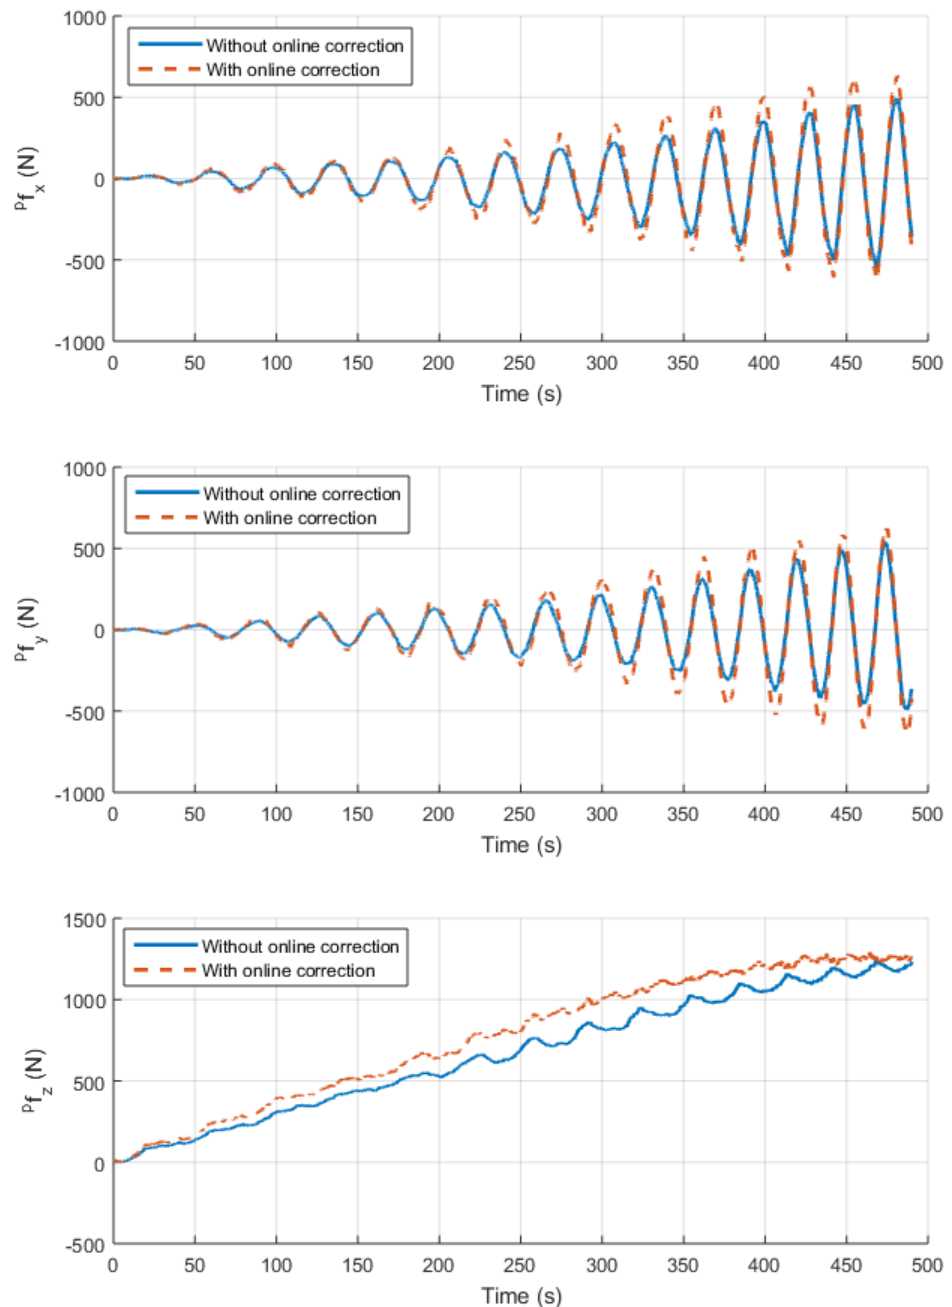 1000
500
0
-500
-1000
ᵖfₓ (N)
Without online correction
With online correction
0 50 100 150 200 250 300 350 400 450 500
Time (s)
1000
500
0
-500
-1000
ᵖf_y (N)
Without online correction
With online correction
0 50 100 150 200 250 300 350 400 450 500
Time (s)
1500
1000
500
0
-500
ᵖf_z (N)
Without online correction
With online correction
0 50 100 150 200 250 300 350 400 450 500
Time (s)